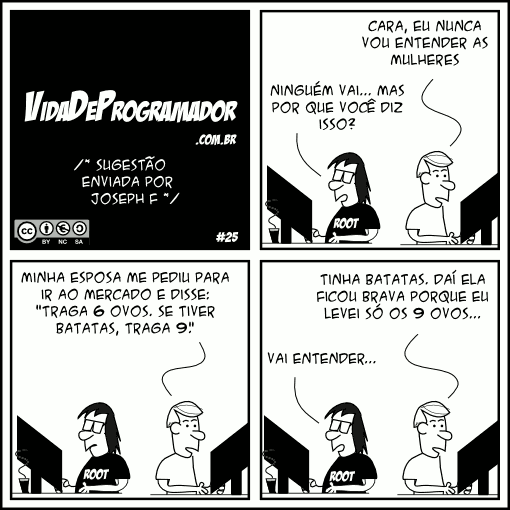 VidaDeProgramador
.com.br
/* SUGESTÃO
ENVIADA POR
JOSEPH F */
cc
BY NC SA
#25
CARA, EU NUNCA
VOU ENTENDER AS
MULHERES
NINGUÉM VAI... MAS
POR QUE VOCÊ DIZ
ISSO?
ROOT
MINHA ESPOSA ME PEDIU PARA
IR AO MERCADO E DISSE:
"TRAGA 6 OVOS. SE TIVER
BATATAS, TRAGA 9".
ROOT
TINHA BATATAS. DAÍ ELA
FICOU BRAVA PORQUE EU
LEVEI SÓ OS 9 OVOS...
VAI ENTENDER...
ROOT